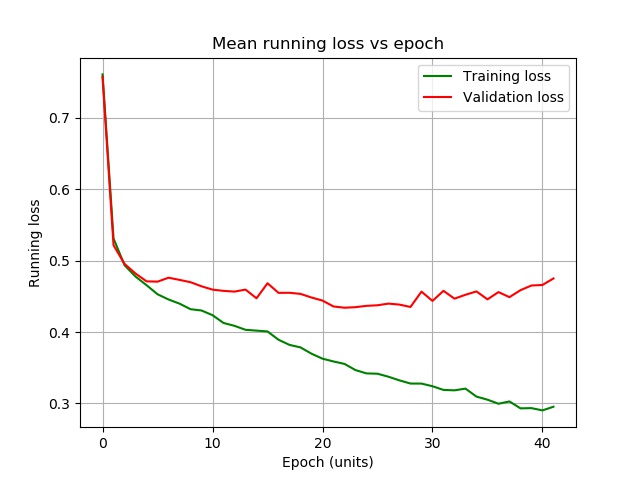 Mean running loss vs epoch
Training loss
Validation loss
0.7
0.6
0.5
0.4
0.3
Running loss
0
10
20
30
40
Epoch (units)